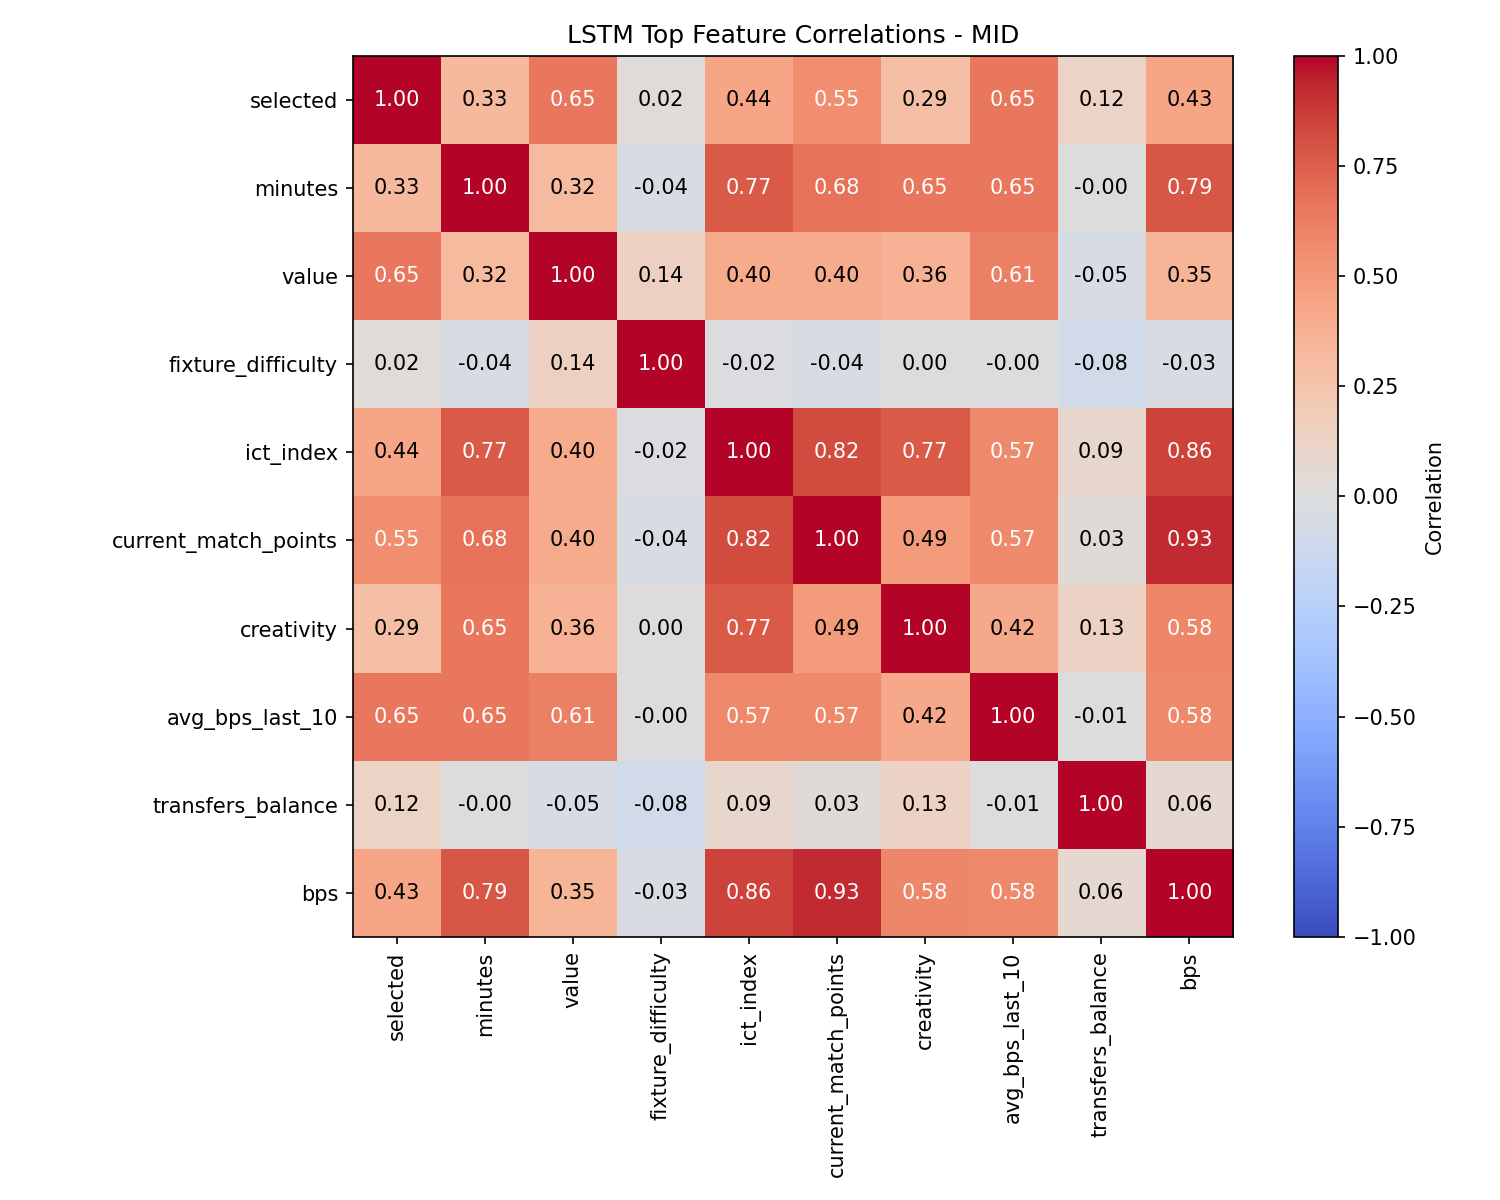 LSTM Top Feature Correlations - MID
selected 1.00 0.33 0.65 0.02 0.44 0.55 0.29 0.65 0.12 0.43
minutes 0.33 1.00 0.32 -0.04 0.77 0.68 0.65 0.65 -0.00 0.79
value 0.65 0.32 1.00 0.14 0.40 0.40 0.36 0.61 -0.05 0.35
fixture_difficulty 0.02 -0.04 0.14 1.00 -0.02 -0.04 0.00 -0.00 -0.08 -0.03
ict_index 0.44 0.77 0.40 -0.02 1.00 0.82 0.77 0.57 0.09 0.86
current_match_points 0.55 0.68 0.40 -0.04 0.82 1.00 0.49 0.57 0.03 0.93
creativity 0.29 0.65 0.36 0.00 0.77 0.49 1.00 0.42 0.13 0.58
avg_bps_last_10 0.65 0.65 0.61 -0.00 0.57 0.57 0.42 1.00 -0.01 0.58
transfers_balance 0.12 -0.00 -0.05 -0.08 0.09 0.03 0.13 -0.01 1.00 0.06
bps 0.43 0.79 0.35 -0.03 0.86 0.93 0.58 0.58 0.06 1.00
selected
minutes
value
fixture_difficulty
ict_index
current_match_points
creativity
avg_bps_last_10
transfers_balance
bps
1.00
0.75
0.50
0.25
0.00
−0.25
−0.50
−0.75
−1.00
Correlation